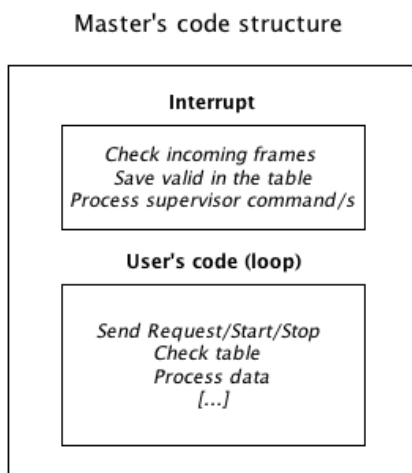 Master's code structure
Interrupt
Check incoming frames
Save valid in the table
Process supervisor command/s
User's code (loop)
Send Request/Start/Stop
Check table
Process data
[...]